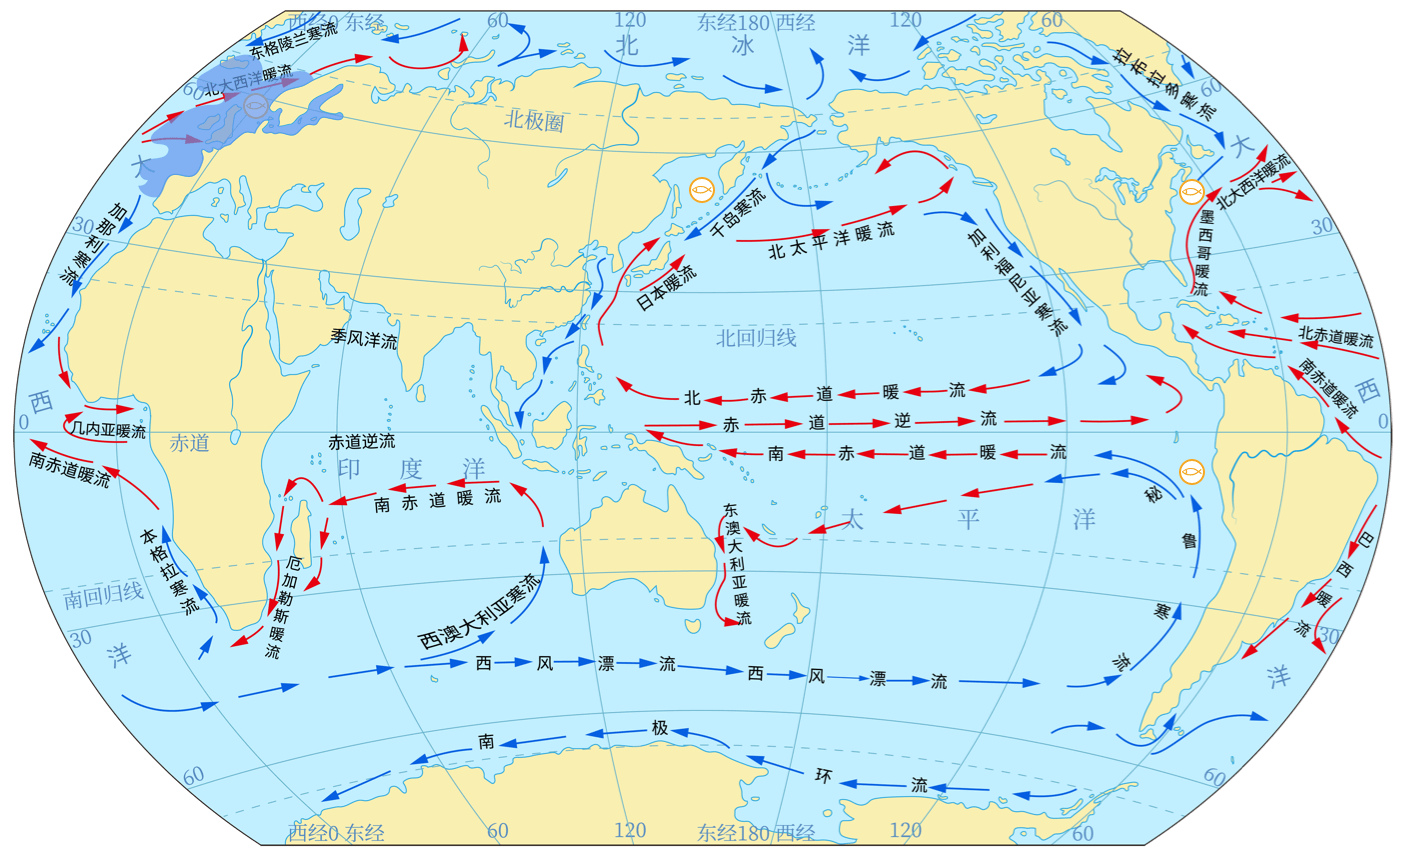 西经0 东经
60
120
东经180 西经
120
60
北冰洋
东格陵兰寒流
北大西洋暖流
拉布拉多寒流
60
60
北极圈
大
大
北大西洋暖流
加那利寒流
30
30
千岛寒流
北太平洋暖流
加利福尼亚寒流
墨西哥暖流
日本暖流
季风洋流
北回归线
北赤道暖流
南赤道暖流
西
西
北赤道暖流
0
0
几内亚暖流
赤道
赤道逆流
赤道逆流
南赤道暖流
印度洋
南赤道暖流
南赤道暖流
太平洋
秘鲁寒流
东澳大利亚暖流
本格拉寒流
厄加勒斯暖流
巴西暖流
南回归线
西澳大利亚寒流
30
30
洋
洋
西风漂流
西风漂流
南极环流
60
60
西经0 东经
60
120
东经180 西经
120
60